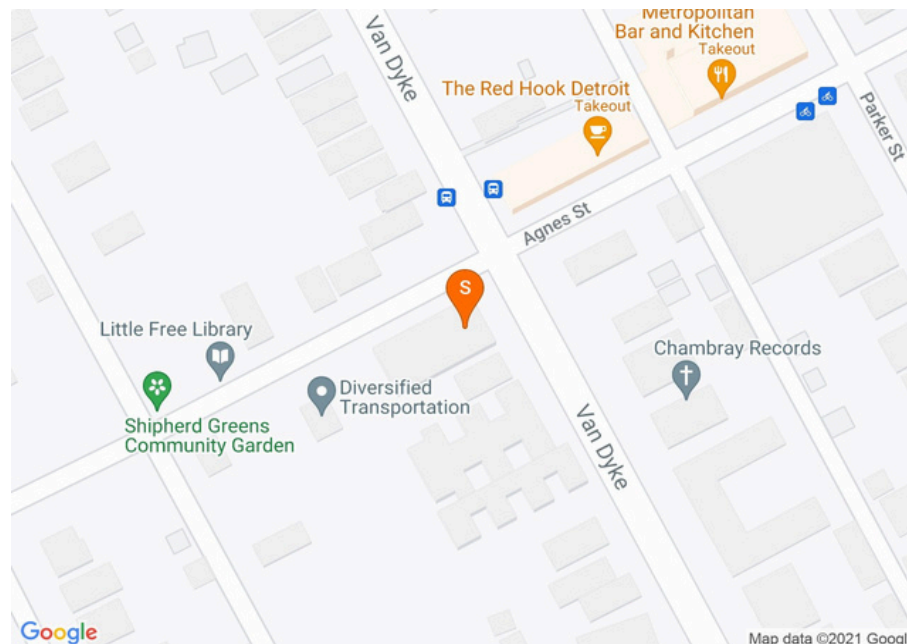 Metropolitan
Bar and Kitchen
Takeout
Van Dyke
The Red Hook Detroit
Takeout
Parker St
Agnes St
S
Little Free Library
Chambray Records
Diversified
Transportation
Shipherd Greens
Community Garden
Van Dyke
Google
Map data ©2021 Googl